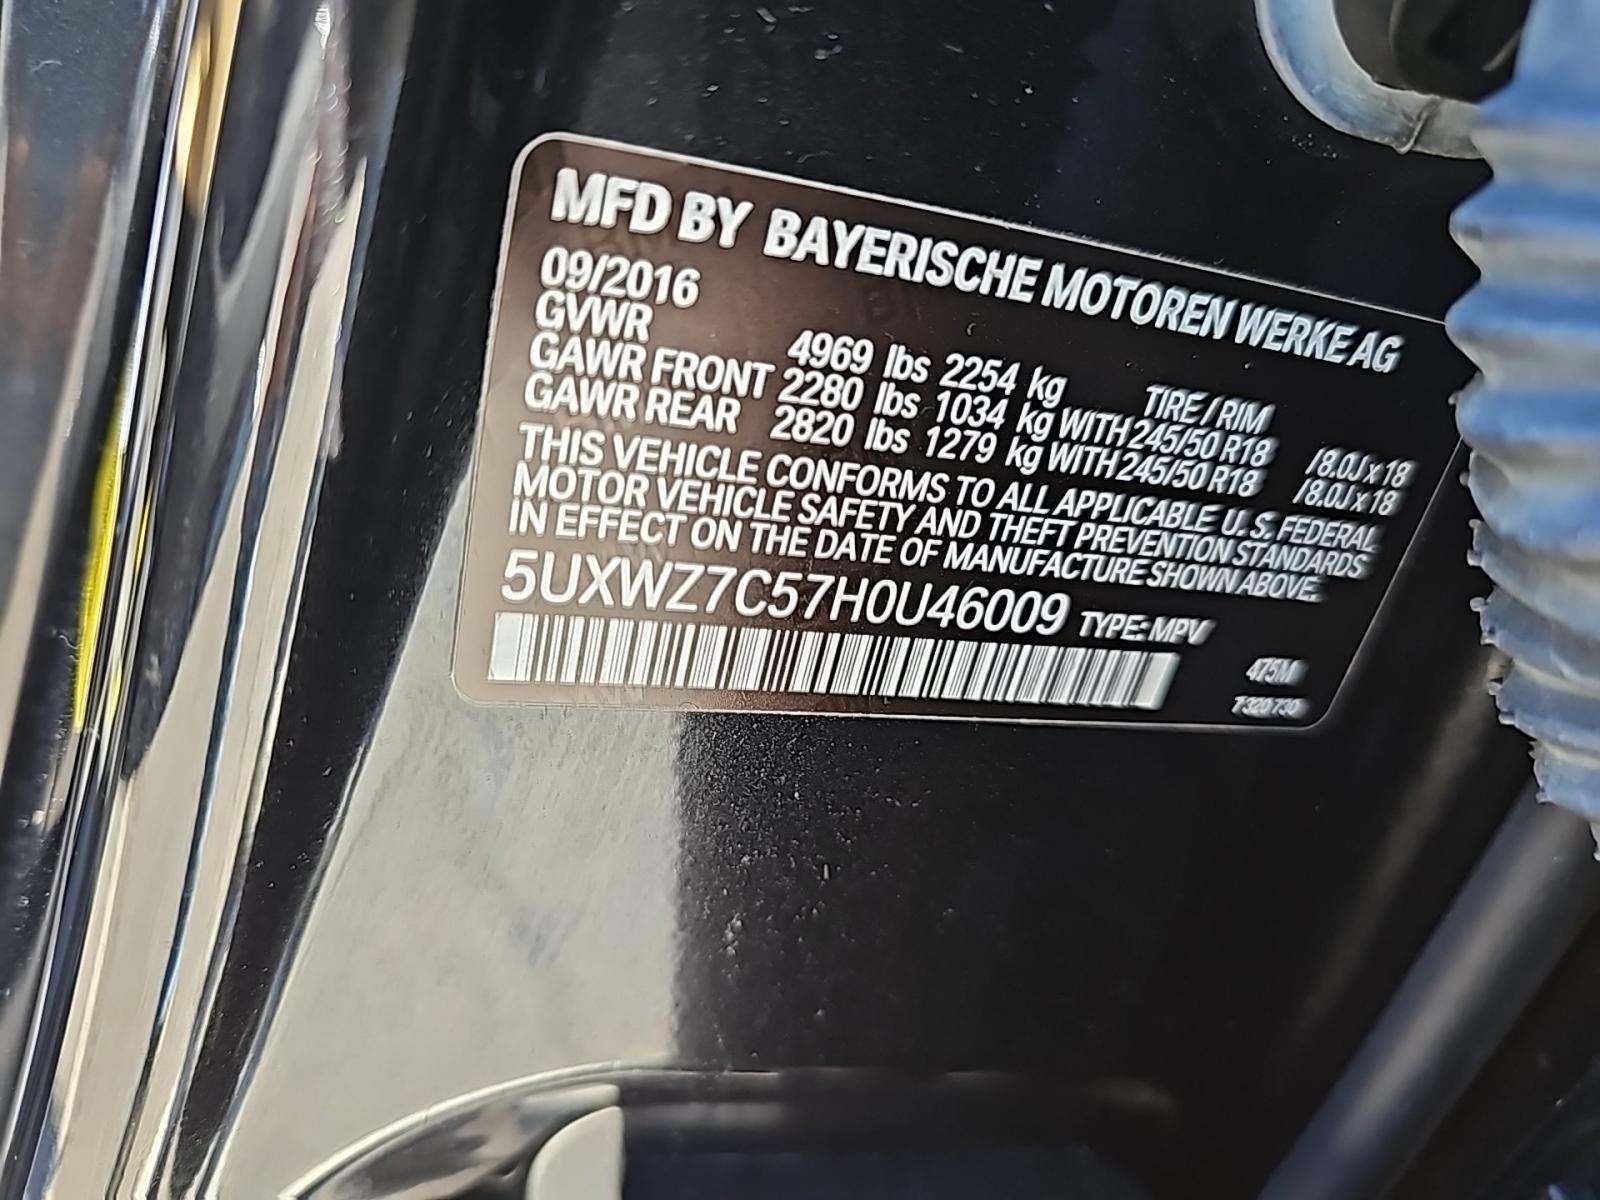 MFD BY BAYERISCHE MOTOREN WERKE AG
09/2016
GVWR 4969 lbs 2254 kg TIRE / RIM
GAWR FRONT 2280 lbs 1034 kg WITH 245/50 R18 /8.0J x 18
GAWR REAR 2820 lbs 1279 kg WITH 245/50 R18 /8.0J x 18
THIS VEHICLE CONFORMS TO ALL APPLICABLE U.S. FEDERAL
MOTOR VEHICLE SAFETY AND THEFT PREVENTION STANDARDS
IN EFFECT ON THE DATE OF MANUFACTURE SHOWN ABOVE.
5UXWZ7C57H0U46009 TYPE: MPV
475M
7320730